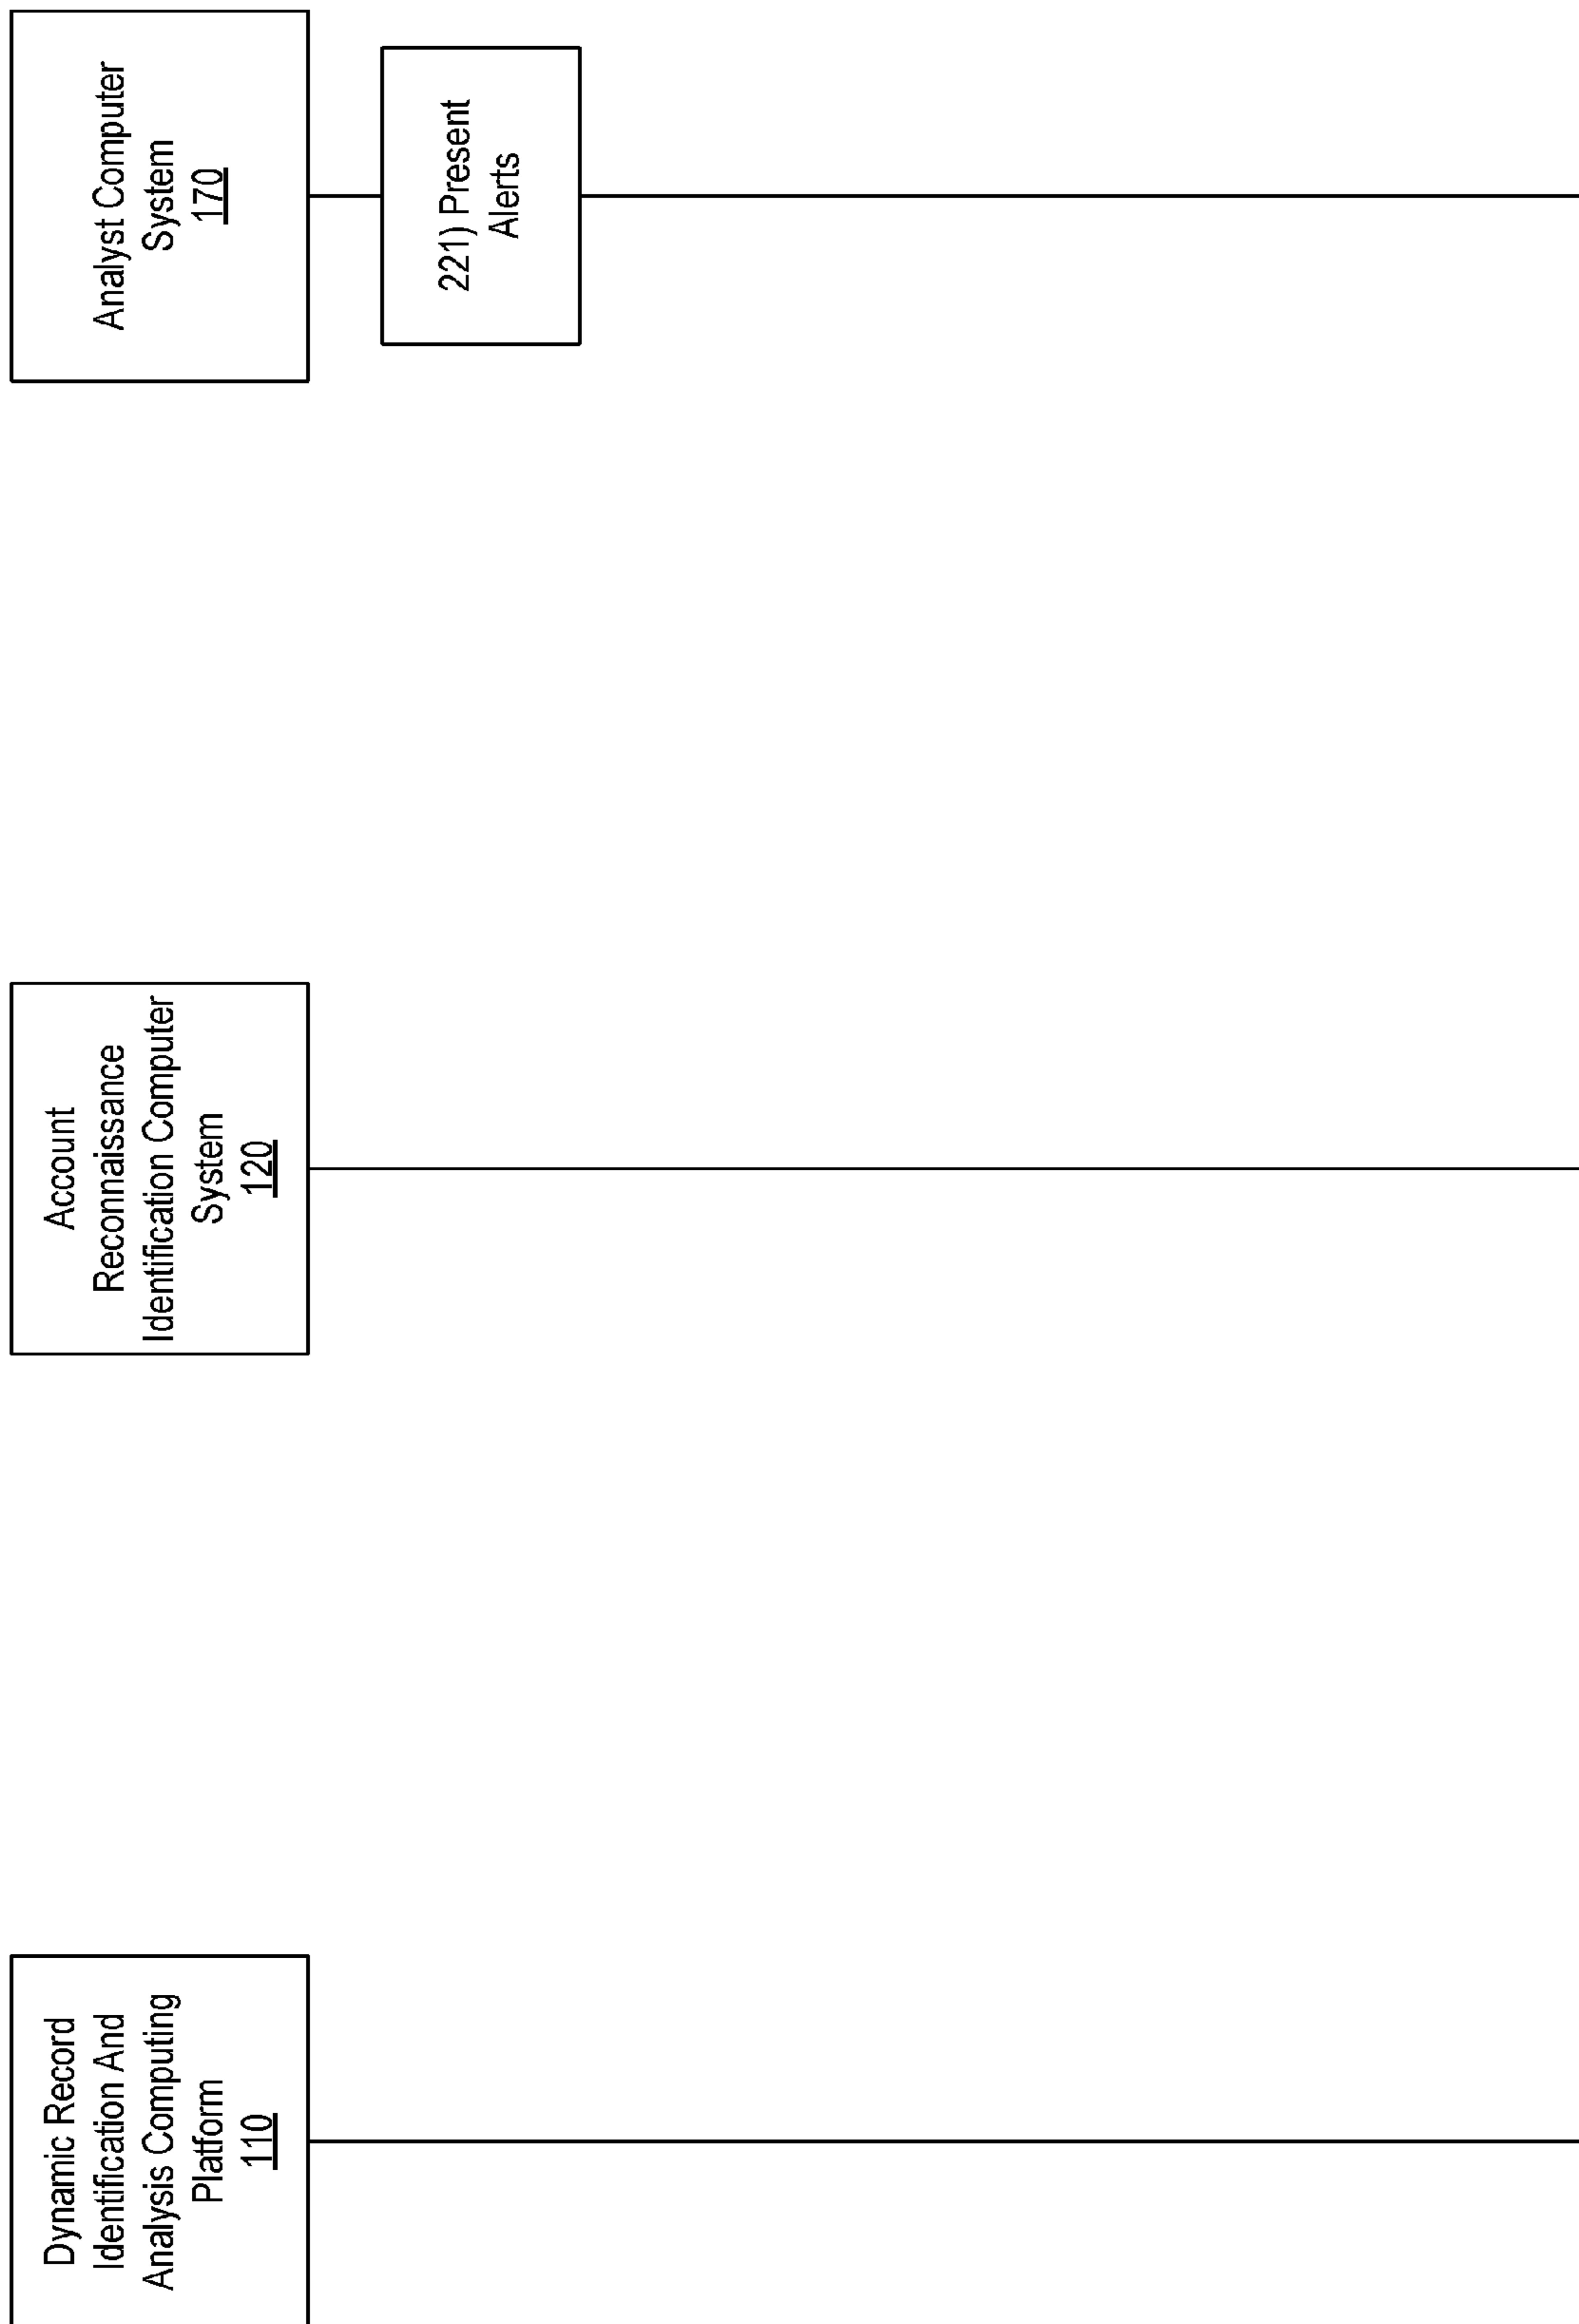 Dynamic Record
Identification And
Analysis Computing
Platform
110
Account
Reconnaissance
Identification Computer
System
120
Analyst Computer
System
170
221) Present
Alerts